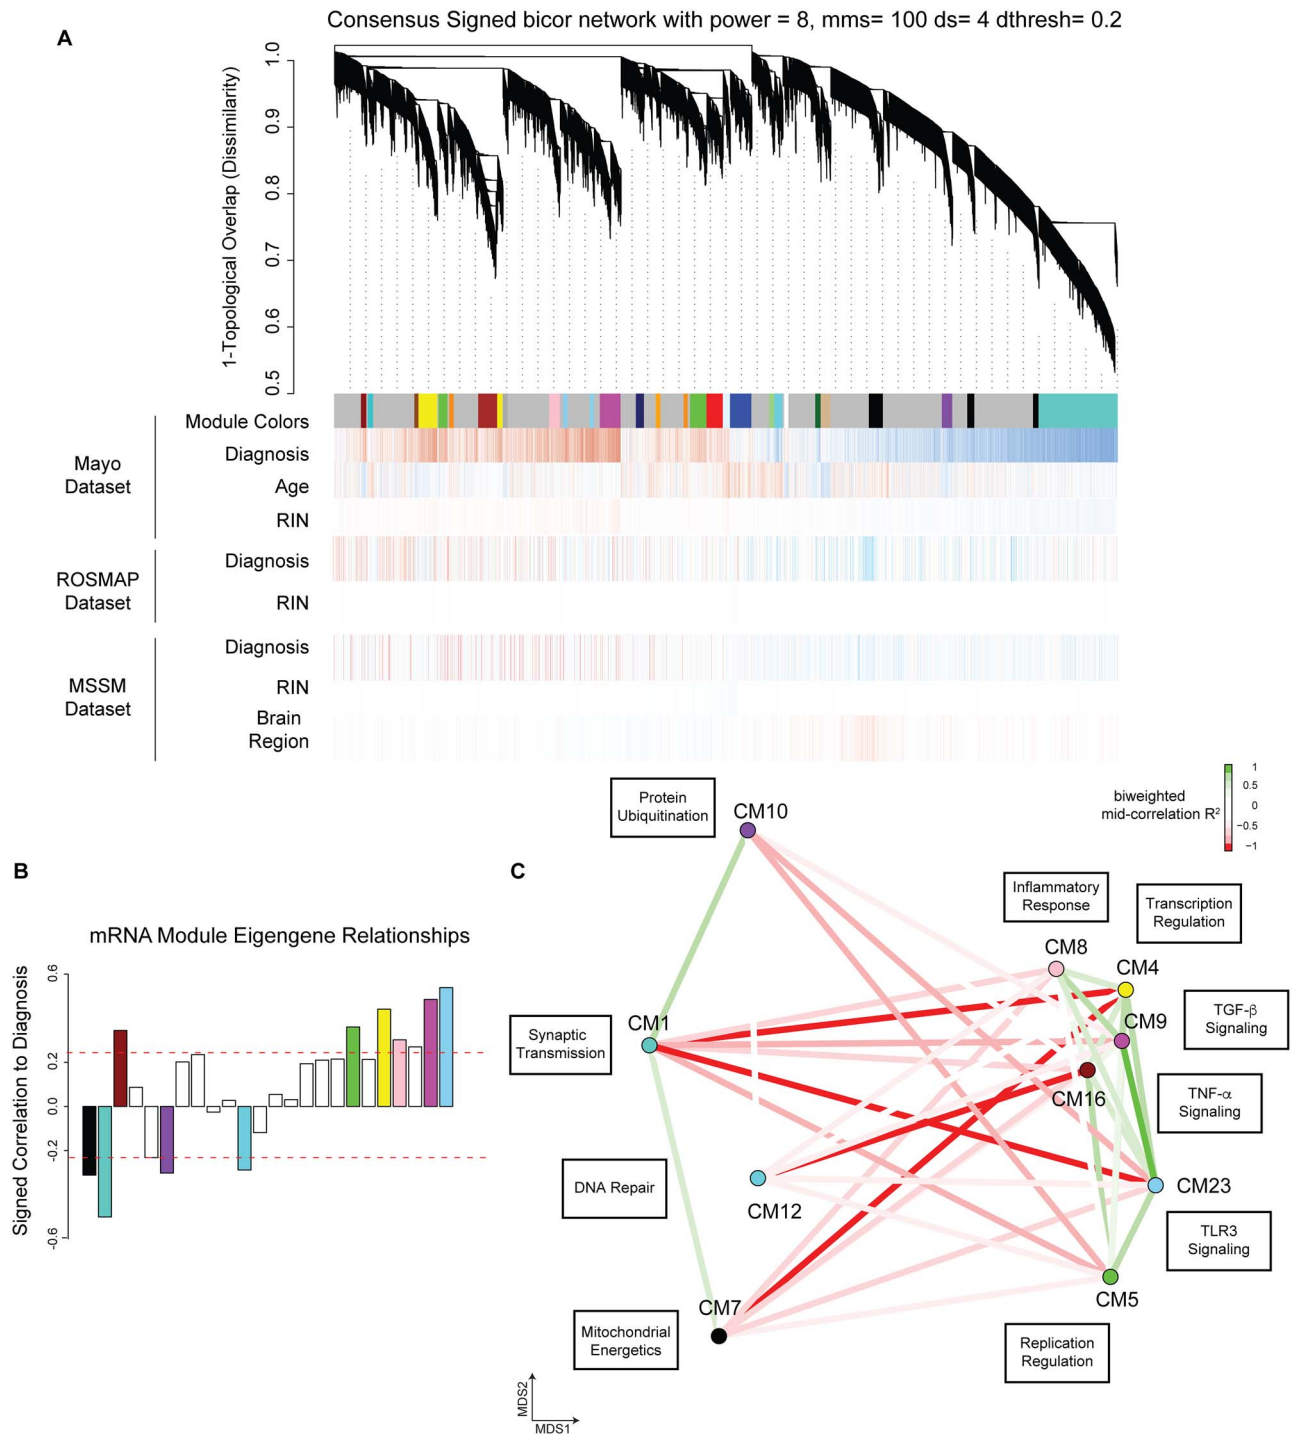 Consensus Signed bicor network with power = 8, mms= 100 ds= 4 dthresh= 0.2
A
1-Topological Overlap (Dissimilarity)
1.0
0.9
0.8
0.7
0.6
0.5
Module Colors
Mayo
Dataset
Diagnosis
Age
RIN
ROSMAP
Dataset
Diagnosis
RIN
MSSM
Dataset
Diagnosis
RIN
Brain
Region
B
mRNA Module Eigengene Relationships
Signed Correlation to Diagnosis
0.6
0.2
0.0
-0.2
-0.6
C
biweighted
mid-correlation R²
1
0.5
0
−0.5
−1
Protein
Ubiquitination
CM10
Inflammatory
Response
Transcription
Regulation
CM8
CM4
TGF-β
Signaling
CM9
Synaptic
Transmission
CM1
CM16
TNF-α
Signaling
DNA Repair
CM12
CM23
TLR3
Signaling
CM7
CM5
Mitochondrial
Energetics
Replication
Regulation
MDS2
MDS1